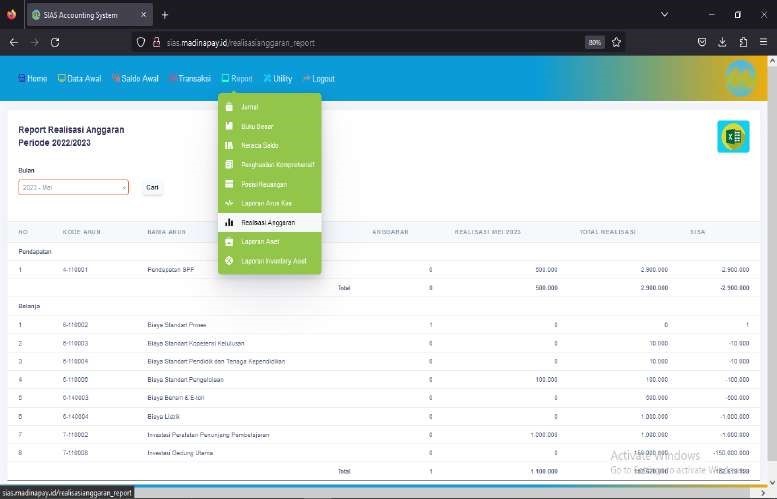 SIAS Accounting System
sias.madinapay.id/realisasianggaran_report
80%
Home Data Awal Saldo Awal Transaksi Report Utility Logout
Jurnal
Buku Besar
Neraca Saldo
Penghasilan Komprehensif
Posisi Keuangan
Laporan Arus Kas
Realisasi Anggaran
Laporan Aset
Laporan Inventory Aset
Report Realisasi Anggaran
Periode 2022/2023
Bulan
2023 - Mei
Cari
NO KODE AKUN NAMA AKUN ANGGARAN REALISASI MEI 2023 TOTAL REALISASI SISA
Pendapatan
1 4-110001 Pendapatan SPP 0 500.000 2.900.000 -2.900.000
Total 0 500.000 2.900.000 -2.900.000
Belanja
1 6-110002 Biaya Standart Proses 1 0 0 1
2 6-110003 Biaya Standart Kopetensi Kelulusan 0 0 10.000 -10.000
3 6-110004 Biaya Standart Pendidik dan Tenaga Kependidikan 0 0 10.000 -10.000
4 Biaya Standart Pengelolaan 0 100.000 100.000 -100.000
5 6-140003 0 0 500.000 -500.000
6 6-140004 Biaya Listrik 0 0 1.000.000 -1.000.000
7 7-110002 Investasi Peralatan Penunjang Pembelajaran 0 1.000.000 1.000.000 -1.000.000
8 Investasi Gedung Utama 0 0 150.000.000 -150.000.000
Total 1 1.100.000
Activate Windows
Go to Settings to activate Windows.
sias.madinapay.id/realisasianggaran_report